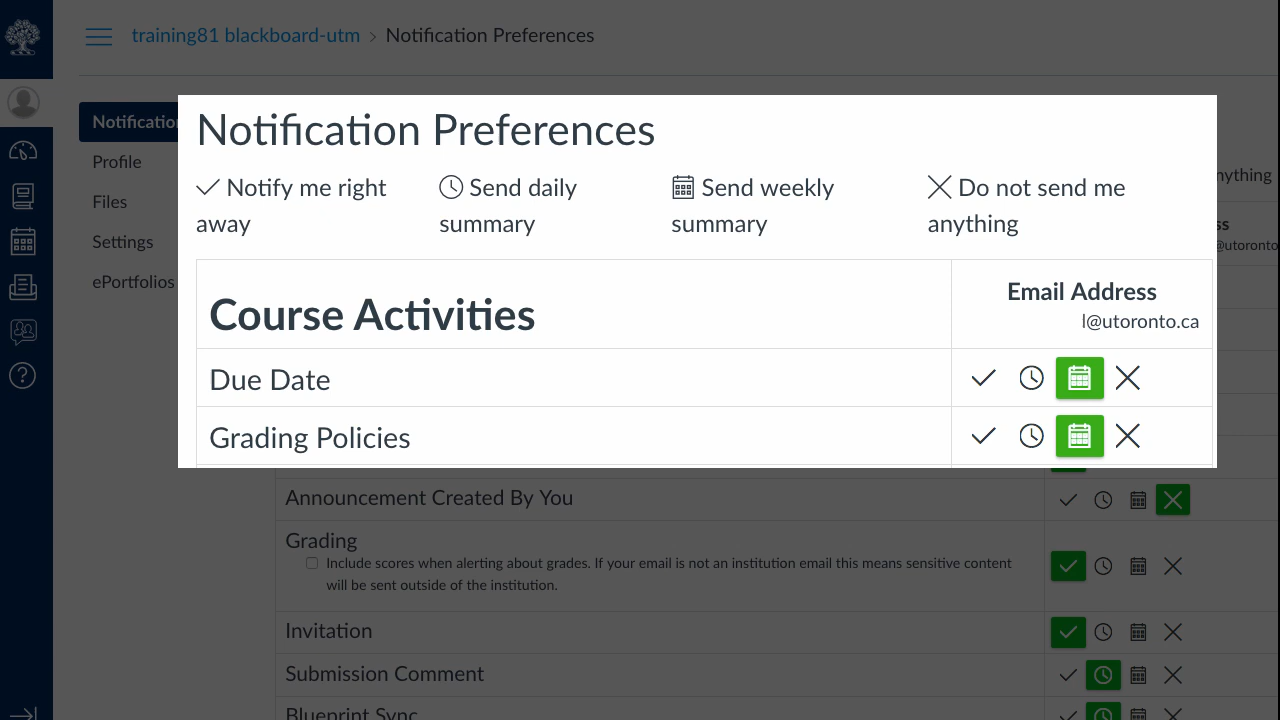 training81 blackboard-utm > Notification Preferences
Notification
Profile
Files
Settings
ePortfolios
Notification Preferences
Notify me right away
Send daily summary
Send weekly summary
Do not send me anything
nything
ss
@utoronto
Course Activities
Email Address
l@utoronto.ca
Due Date
Grading Policies
Announcement Created By You
Grading
Include scores when alerting about grades. If your email is not an institution email this means sensitive content
will be sent outside of the institution.
Invitation
Submission Comment
Blueprint Sync